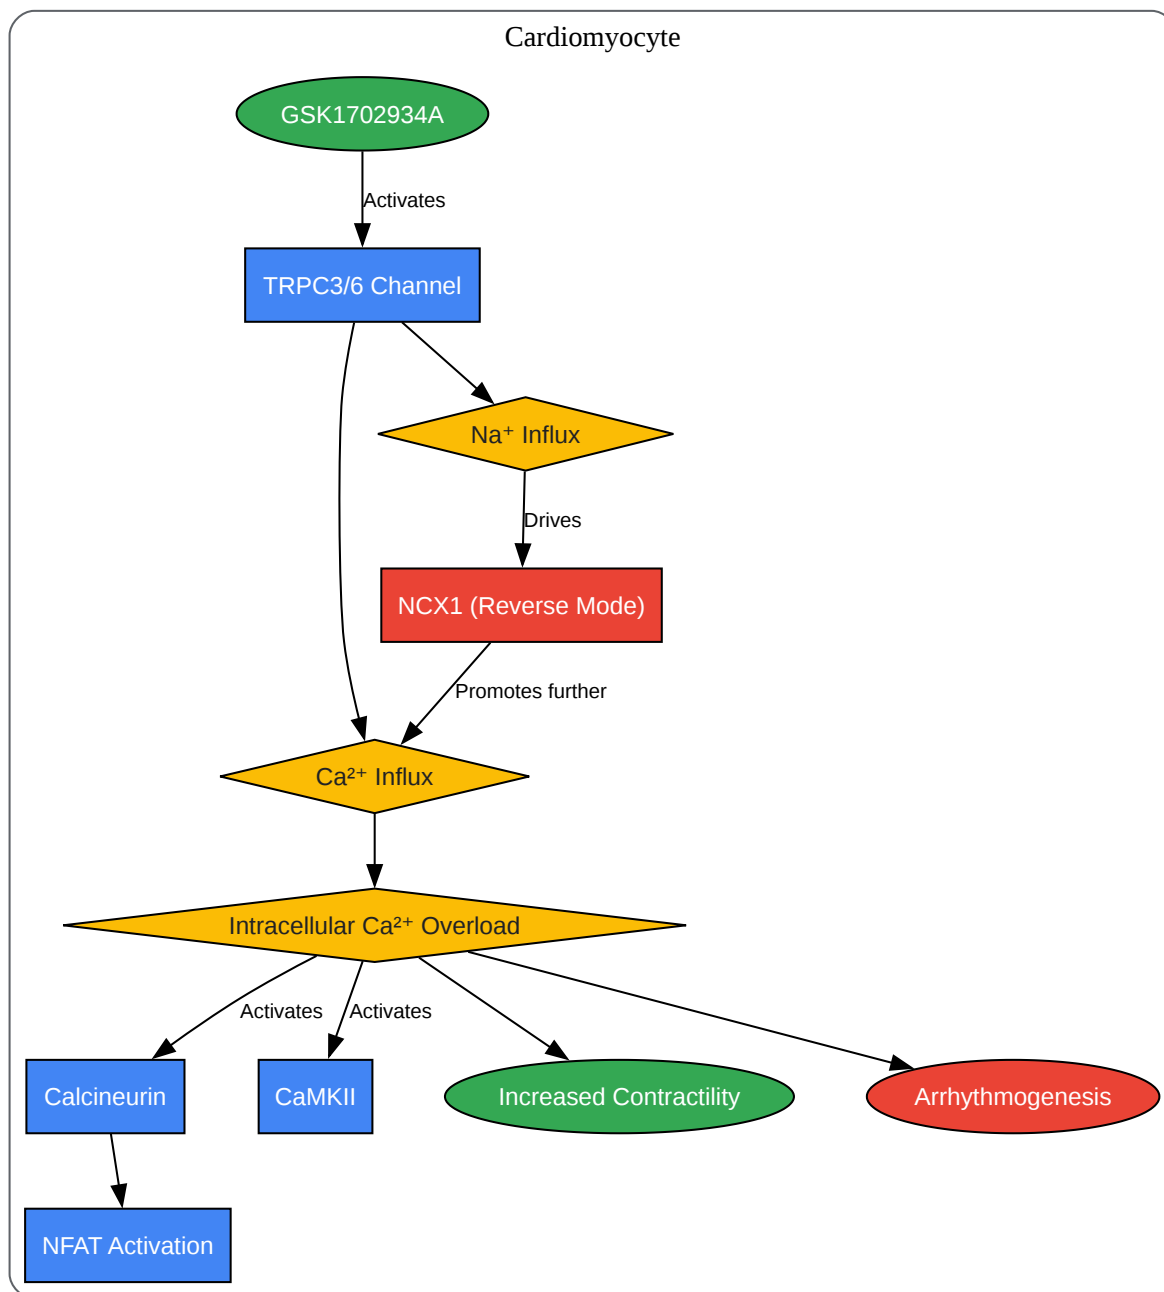 Cardiomyocyte
GSK1702934A
Activates
TRPC3/6 Channel
Na⁺ Influx
Drives
NCX1 (Reverse Mode)
Promotes further
Ca²⁺ Influx
Intracellular Ca²⁺ Overload
Activates
Activates
Calcineurin
CaMKII
Increased Contractility
Arrhythmogenesis
NFAT Activation